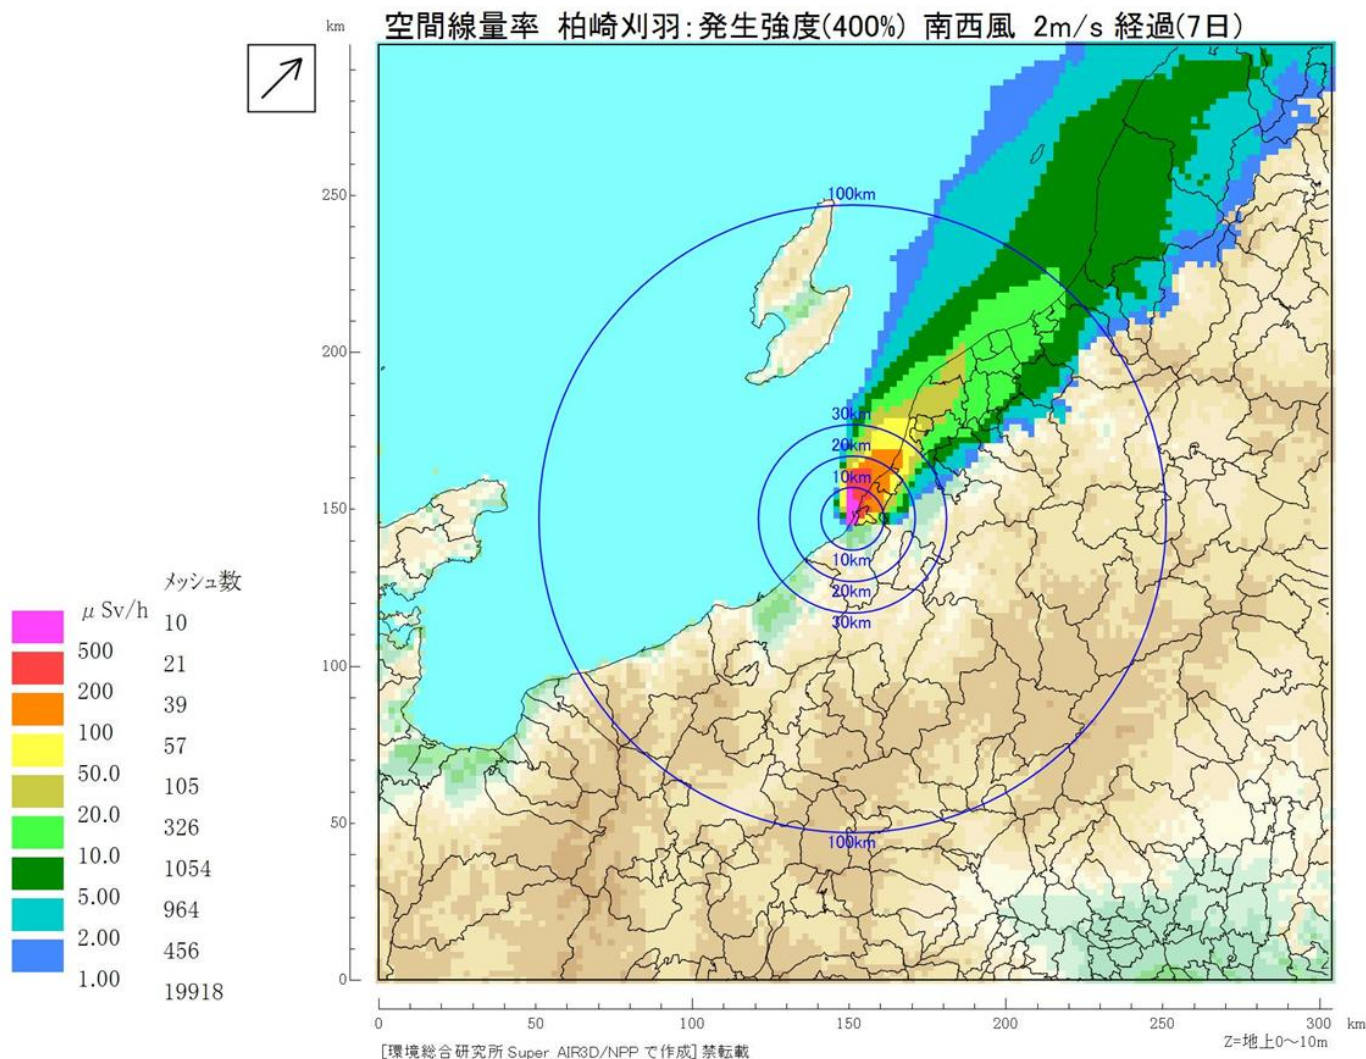 空間線量率 柏崎刈羽:発生強度(400%) 南西風 2m/s 経過(7日)
km
250
200
150
100
50
0
100km
30km
20km
10km
10km
20km
30km
100km
メッシュ数
μSv/h
10
500
21
200
39
100
57
50.0
105
20.0
326
10.0
1054
5.00
964
2.00
456
1.00
19918
0
50
100
150
200
250
300
km
Z=地上0~10m
[環境総合研究所 Super AIR3D/NPP で作成] 禁転載